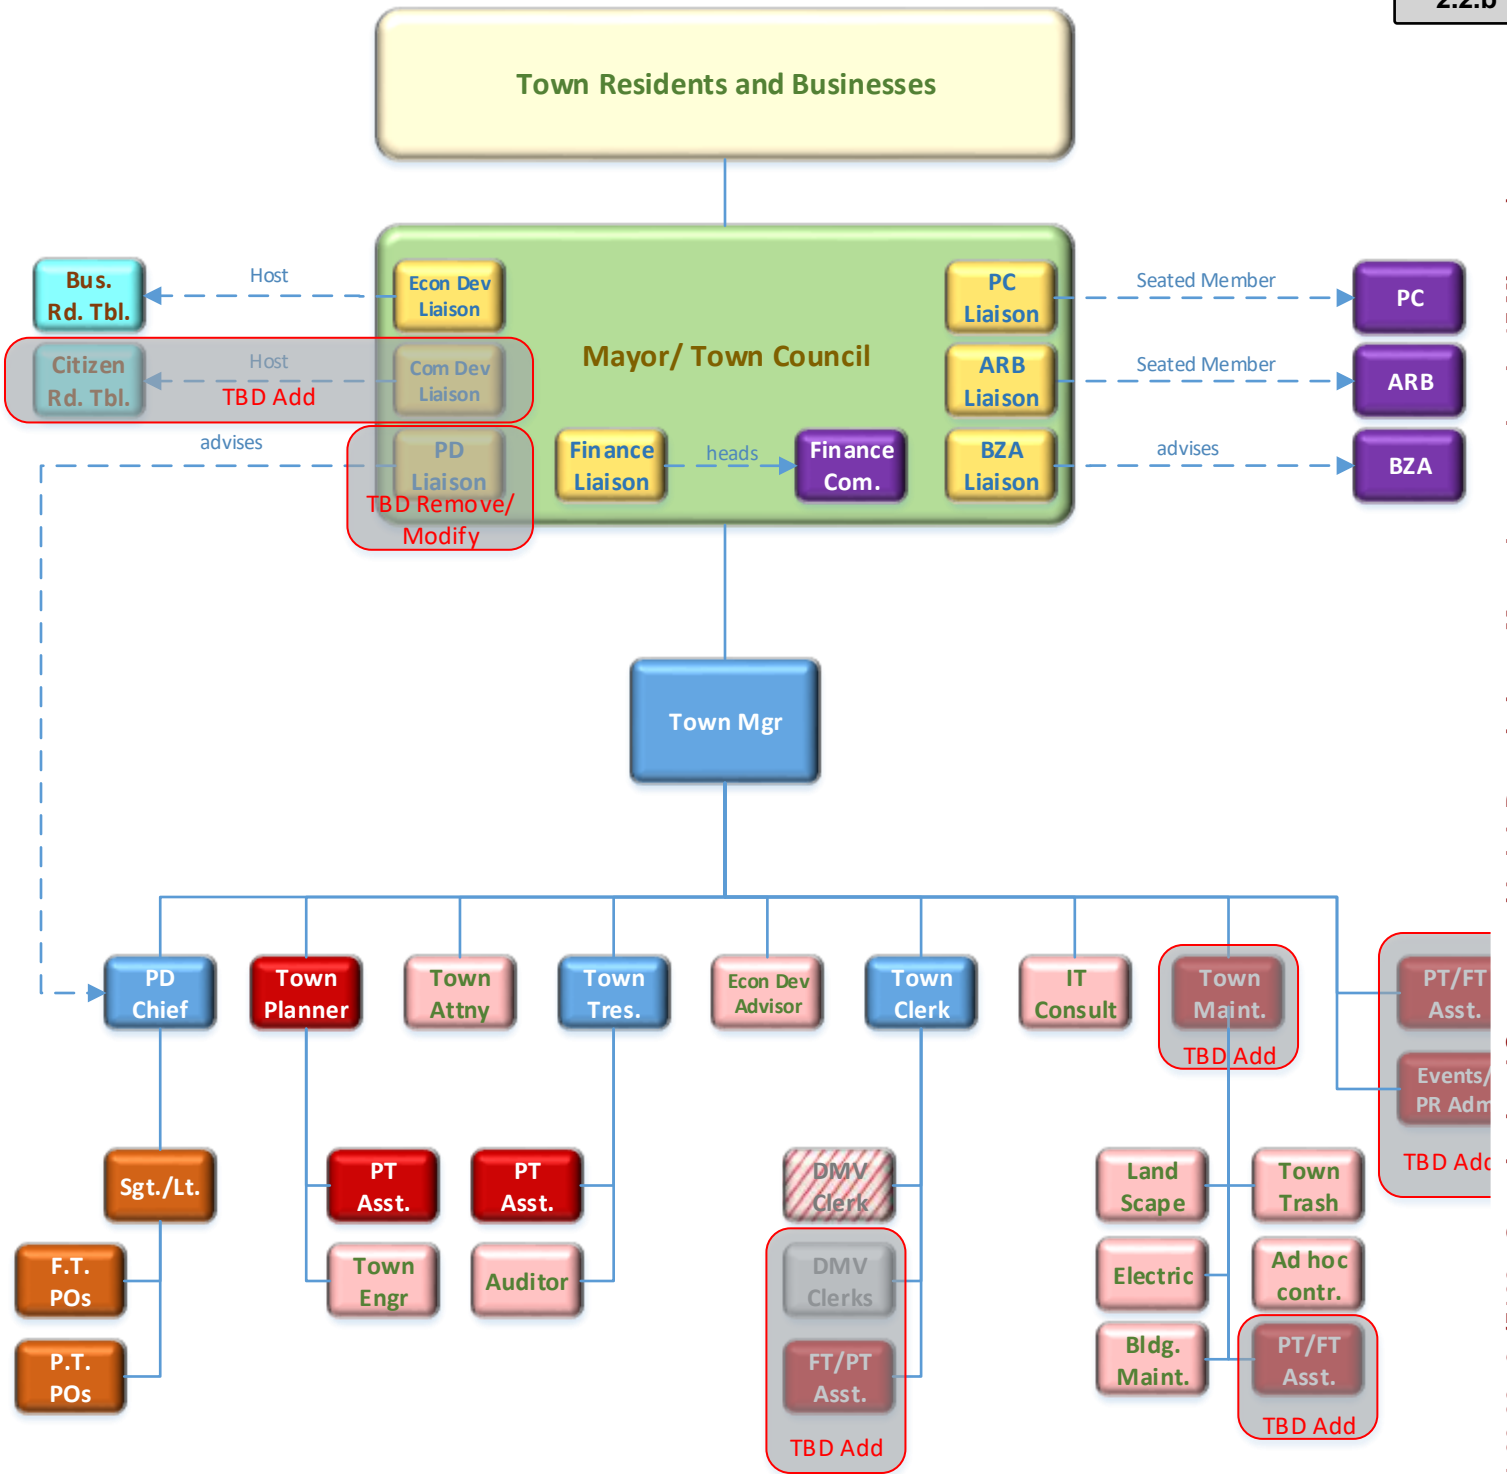 2.2.b
Town Residents and Businesses
Bus.
Rd. Tbl.
Host
Econ Dev
Liaison
PC
Liaison
Seated Member
PC
Citizen
Rd. Tbl.
Host
TBD Add
Com Dev
Liaison
Mayor/ Town Council
ARB
Liaison
Seated Member
ARB
advises
PD
Liaison
TBD Remove/
Modify
Finance
Liaison
heads
Finance
Com.
BZA
Liaison
advises
BZA
Town Mgr
PD
Chief
Town
Planner
Town
Attny
Town
Tres.
Econ Dev
Advisor
Town
Clerk
IT
Consult
Town
Maint.
TBD Add
PT/FT
Asst.
Events/
PR Adm
TBD Add
Sgt./Lt.
PT
Asst.
PT
Asst.
DMV
Clerk
Land
Scape
Town
Trash
F.T.
POs
Town
Engr
Auditor
DMV
Clerks
Electric
Ad hoc
contr.
P.T.
POs
FT/PT
Asst.
TBD Add
Bldg.
Maint.
PT/FT
Asst.
TBD Add